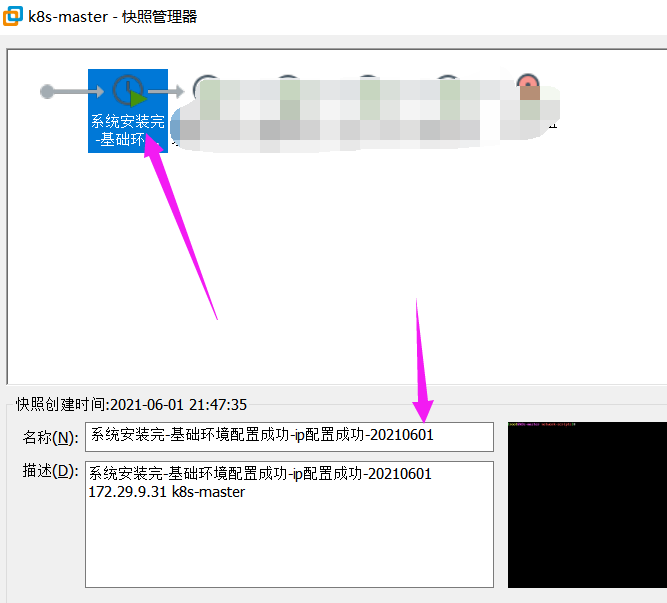 k8s-master - 快照管理器
系统安装完
-基础环...
快照创建时间:2021-06-01 21:47:35
名称(N):
系统安装完-基础环境配置成功-ip配置成功-20210601
描述(D):
系统安装完-基础环境配置成功-ip配置成功-20210601
172.29.9.31 k8s-master